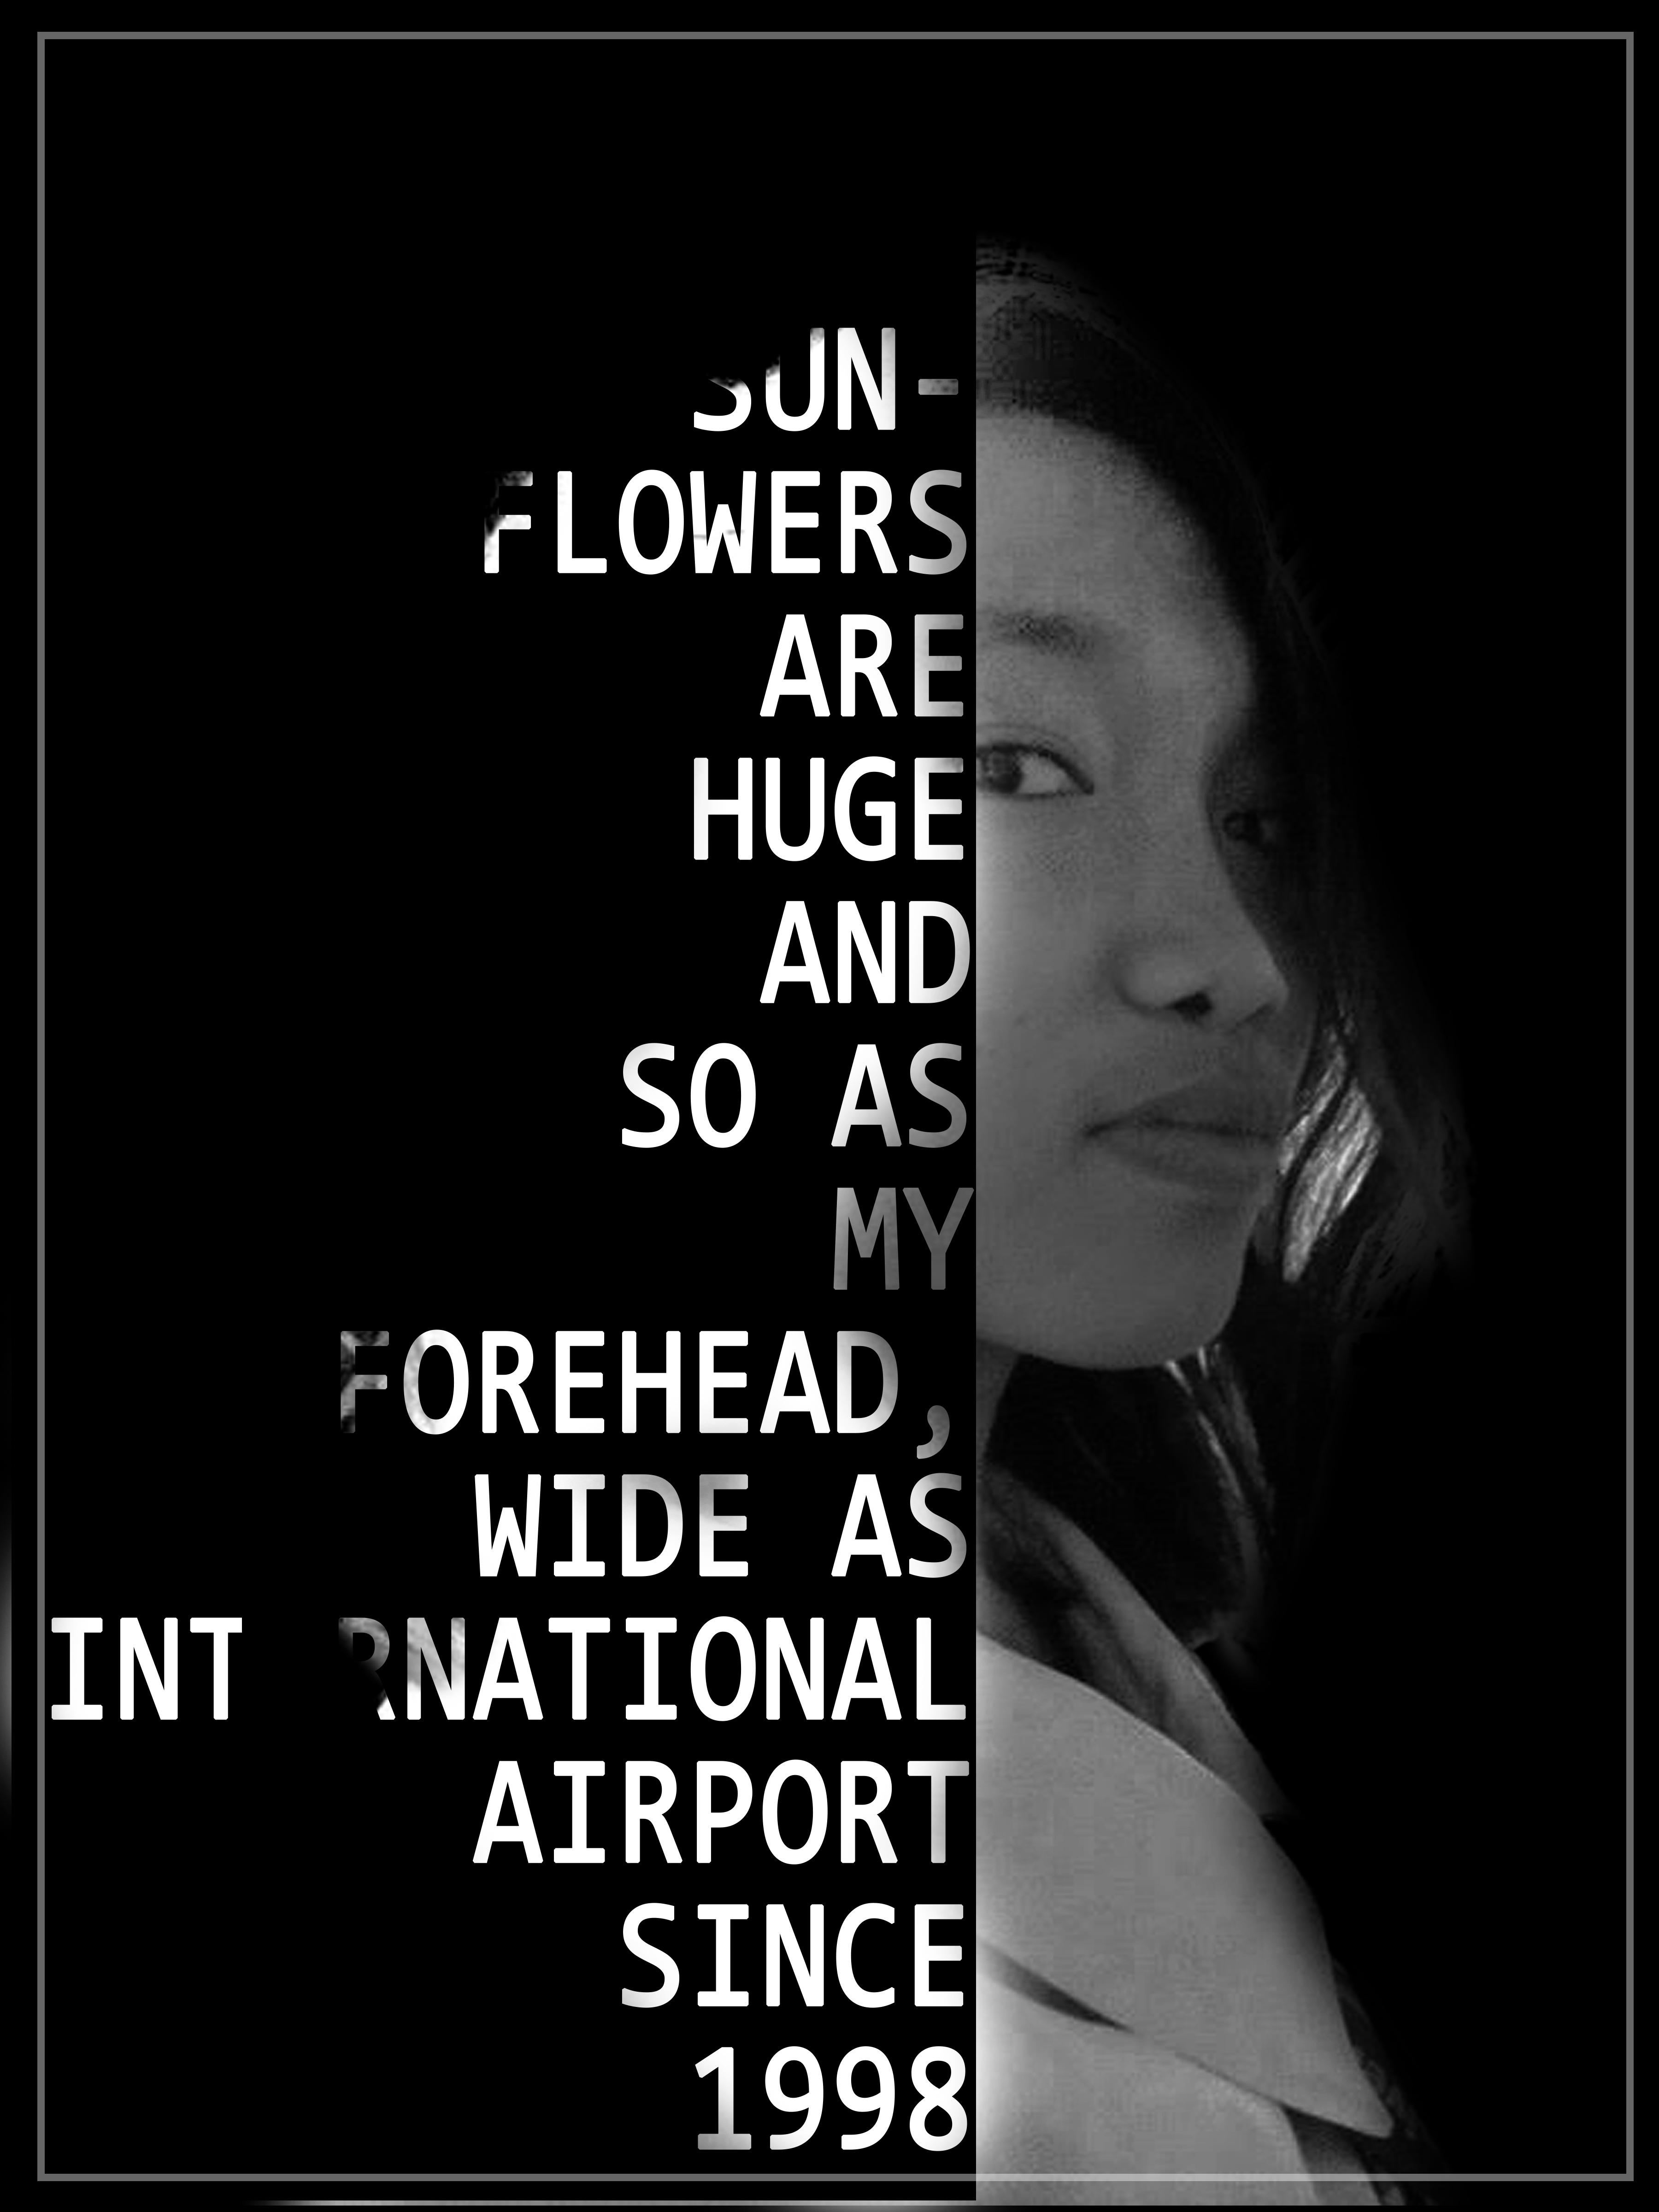 SUN-
FLOWERS
ARE
HUGE
AND
SO AS
MY
FOREHEAD,
WIDE AS
INT RNATIONAL
AIRPORT
SINCE
1998